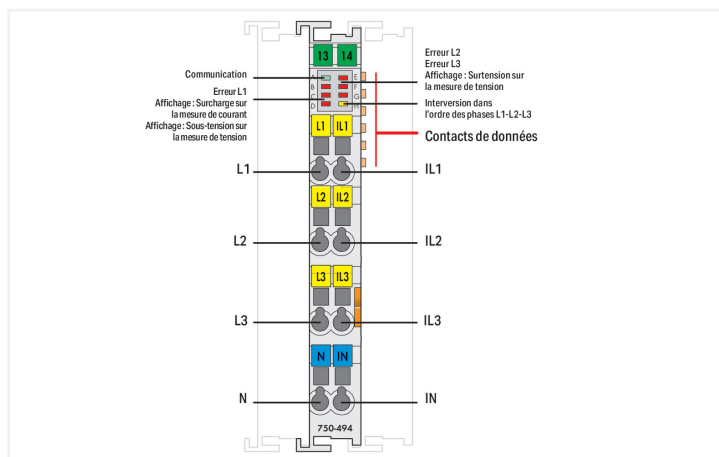 13 14
Communication
Erreur L1
Affichage : Surcharge sur
la mesure de courant
Affichage : Sous-tension sur
la mesure de tension
A
B
C
D
E
F
G
H
Erreur L2
Erreur L3
Affichage : Surtension sur
la mesure de tension
Interversion dans
l'ordre des phases L1-L2-L3
Contacts de données
L1 IL1
L1
IL1
L2 IL2
L2
IL2
L3 IL3
L3
IL3
N IN
N
IN
750-494